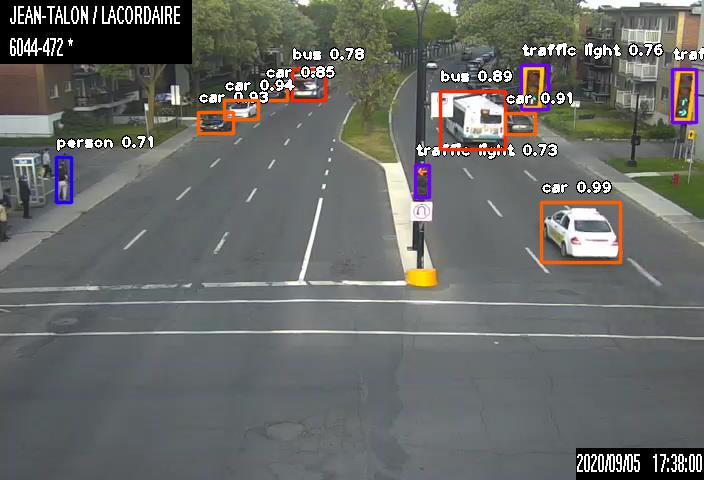 JEAN-TALON / LACORDAIRE
6044-472 *
bus 0.78
traffic light 0.76
traf
car 0.85
bus 0.89
car 0.94
car 0.93
car 0.91
person 0.71
traffic light 0.73
car 0.99
2020/09/05 17:38:00